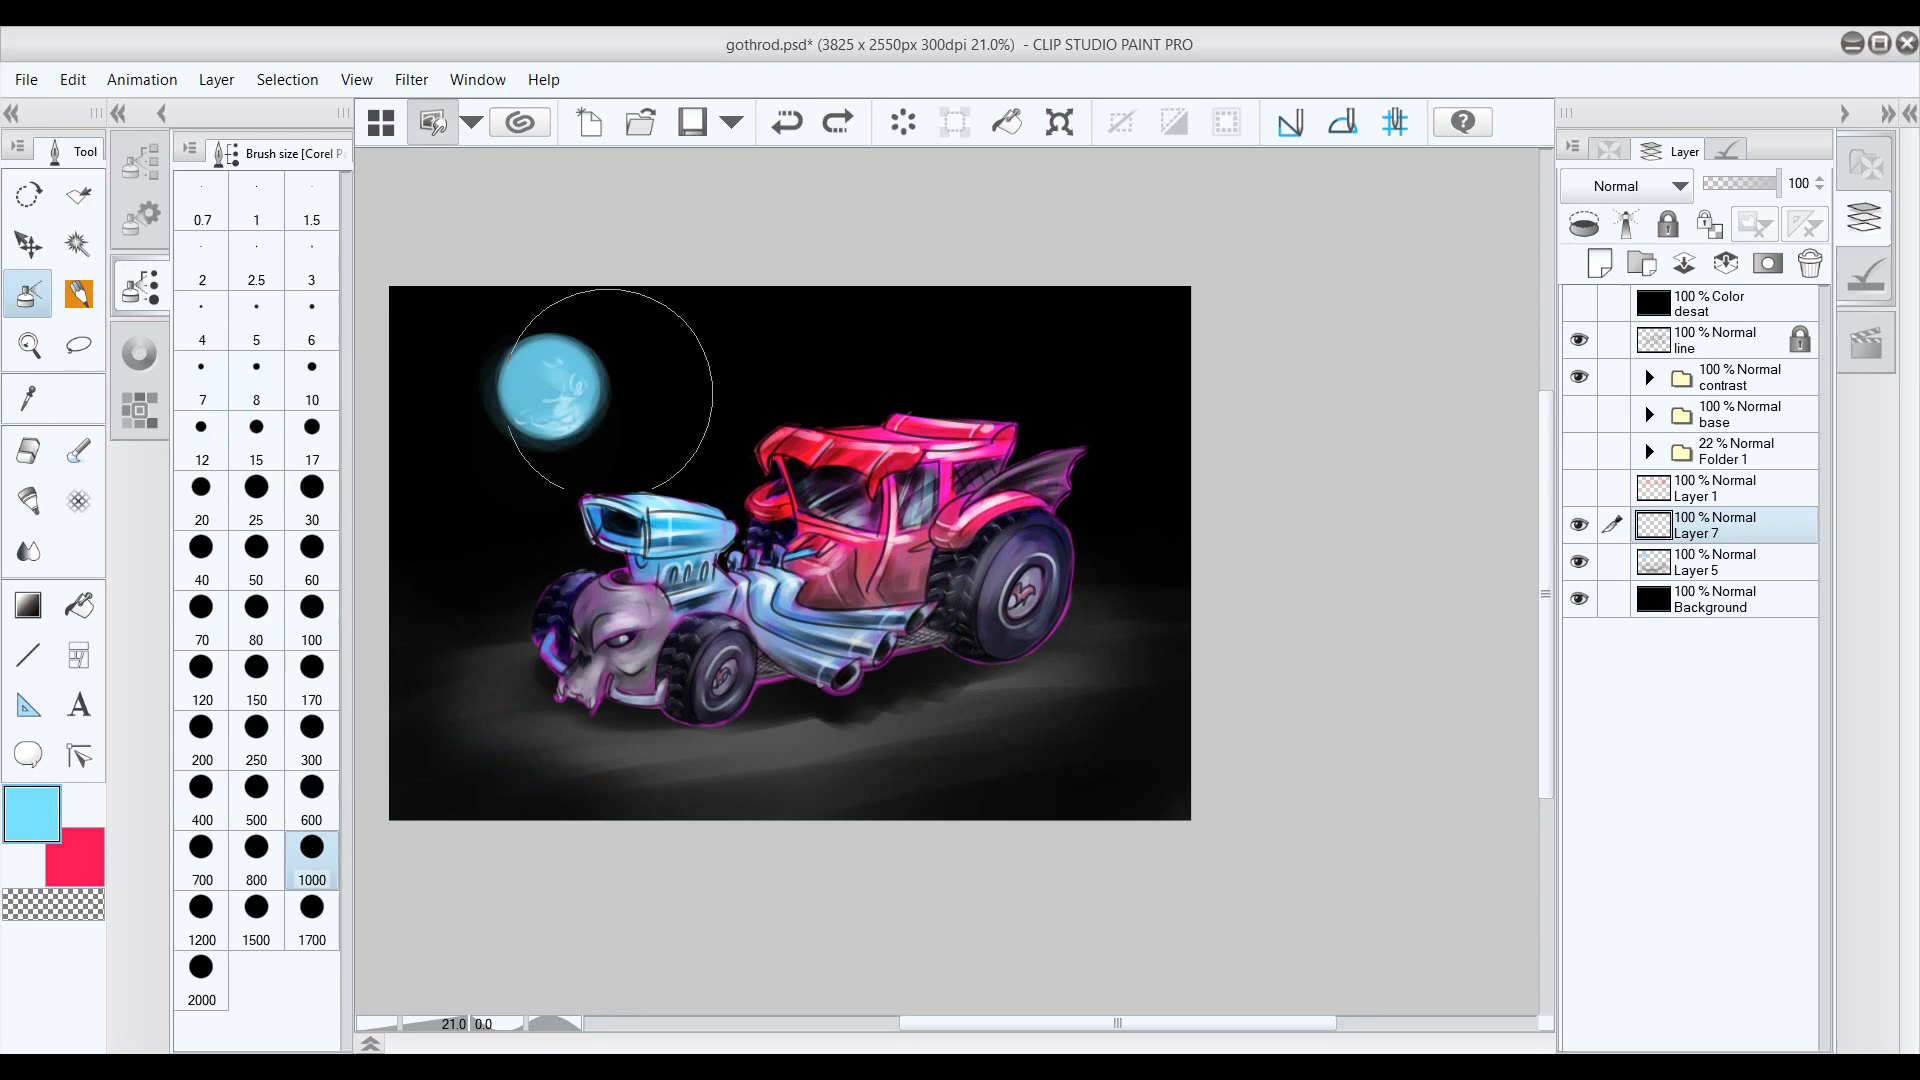 gothrod.psd* (3825 x 2550px 300dpi 21.0%) - CLIP STUDIO PAINT PRO
File Edit Animation Layer Selection View Filter Window Help
Tool
Brush size [Corel P
0.7 1 1.5
2 2.5 3
4 5 6
7 8 10
12 15 17
20 25 30
40 50 60
70 80 100
120 150 170
200 250 300
400 500 600
700 800 1000
1200 1500 1700
2000
21.0 0.0
Layer
Normal 100
100 % Color
desat
100 % Normal
line
100 % Normal
contrast
100 % Normal
base
22 % Normal
Folder 1
100 % Normal
Layer 1
100 % Normal
Layer 7
100 % Normal
Layer 5
100 % Normal
Background